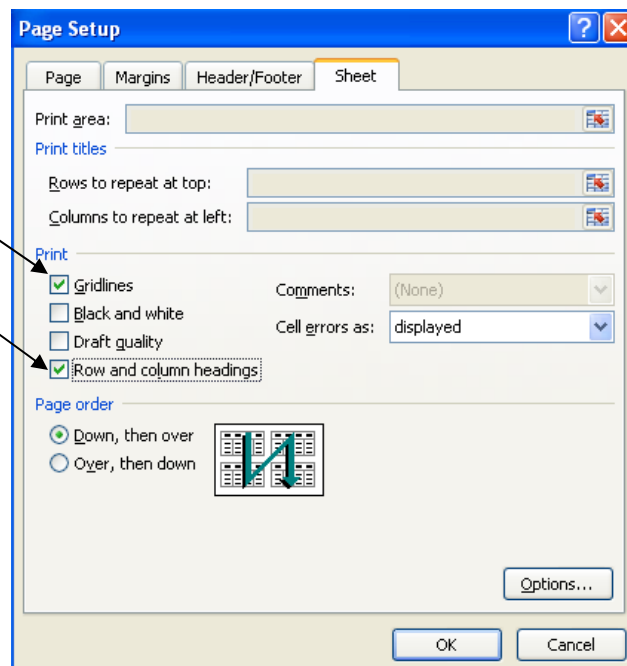 Page Setup
Page Margins Header/Footer Sheet
Print area:
Print titles
Rows to repeat at top:
Columns to repeat at left:
Print
Gridlines Comments: (None)
Black and white Cell errors as: displayed
Draft quality
Row and column headings
Page order
Down, then over
Over, then down
Options...
OK Cancel